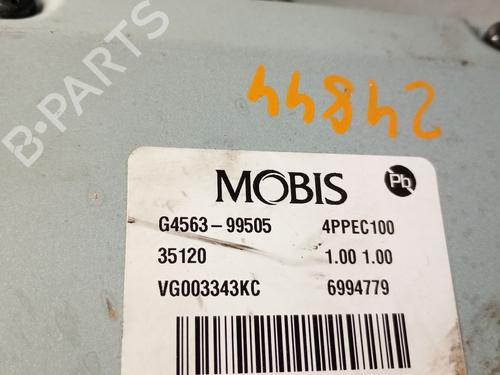 B-PARTS
24844
Pb
MOBIS
G4563-99505 4PPEC100
35120 1.00 1.00
VG003343KC 6994779